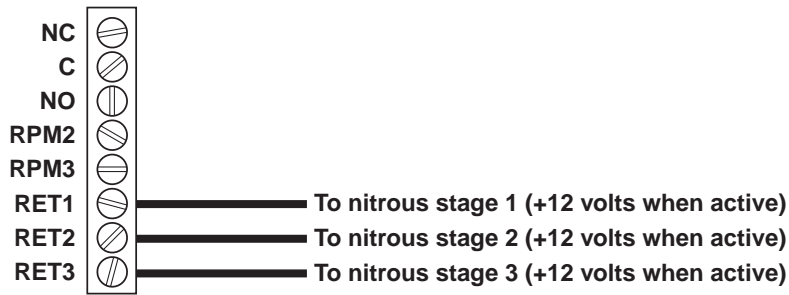 NC
C
NO
RPM2
RPM3
RET1 To nitrous stage 1 (+12 volts when active)
RET2 To nitrous stage 2 (+12 volts when active)
RET3 To nitrous stage 3 (+12 volts when active)